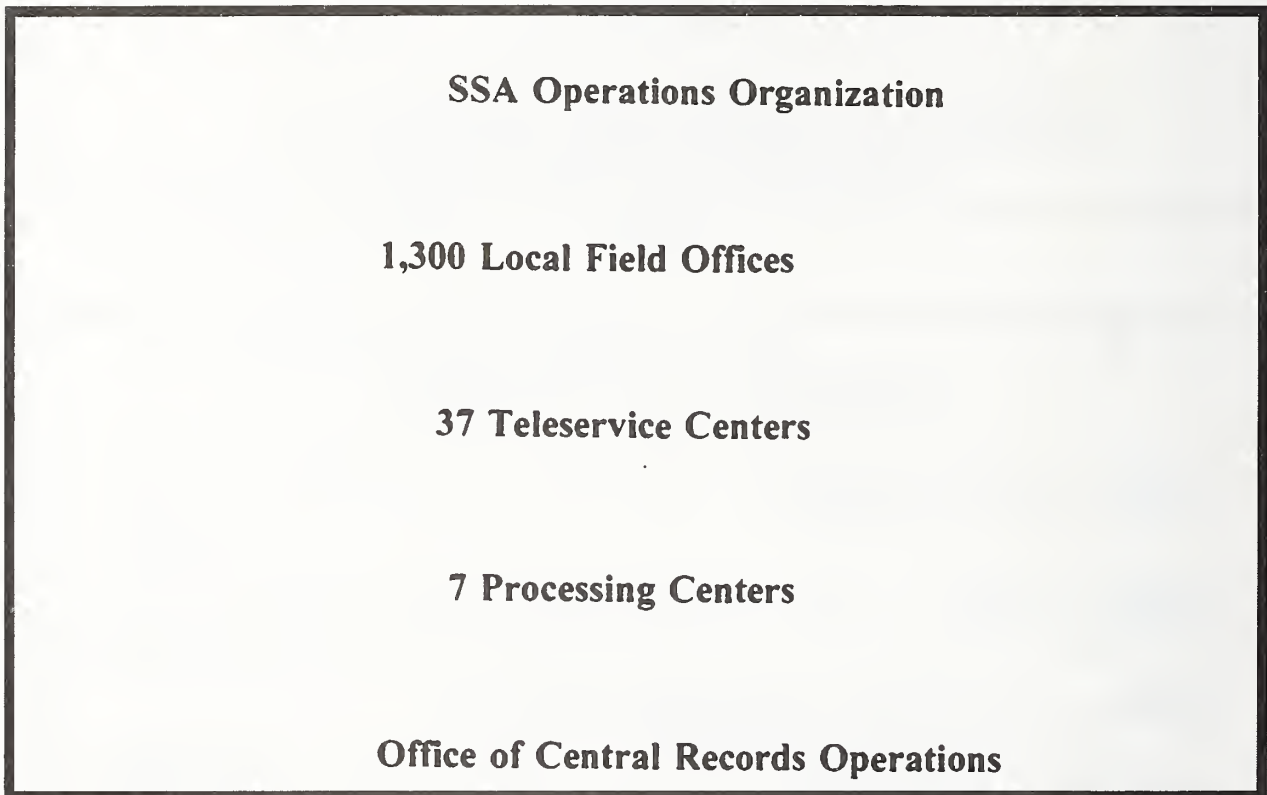 SSA Operations Organization
1,300 Local Field Offices
37 Teleservice Centers
7 Processing Centers
Office of Central Records Operations